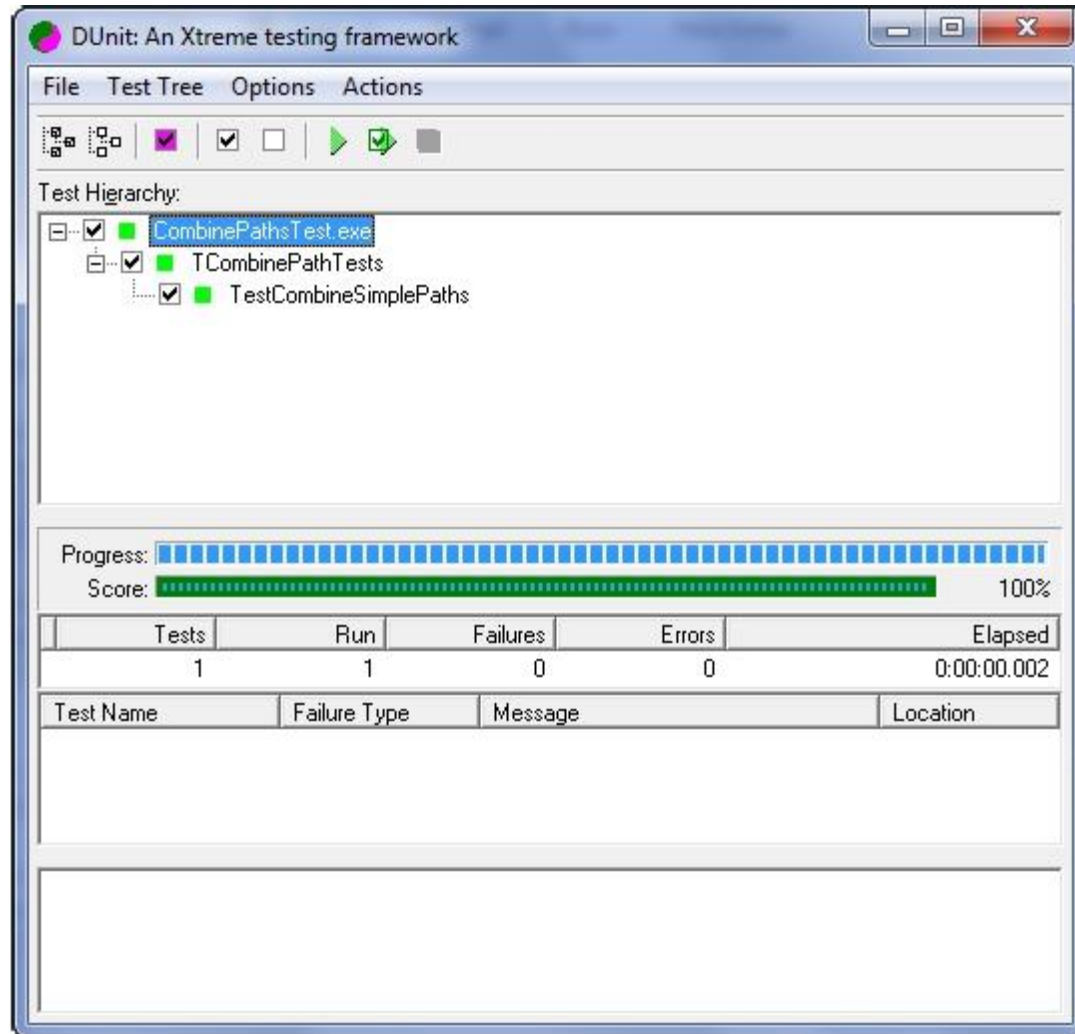 DUnit: An Xtreme testing framework
File Test Tree Options Actions
Test Hierarchy:
CombinePathsTest.exe
TCombinePathTests
TestCombineSimplePaths
Progress:
Score: 100%
Tests Run Failures Errors Elapsed
1 1 0 0 0:00:00.002
Test Name Failure Type Message Location